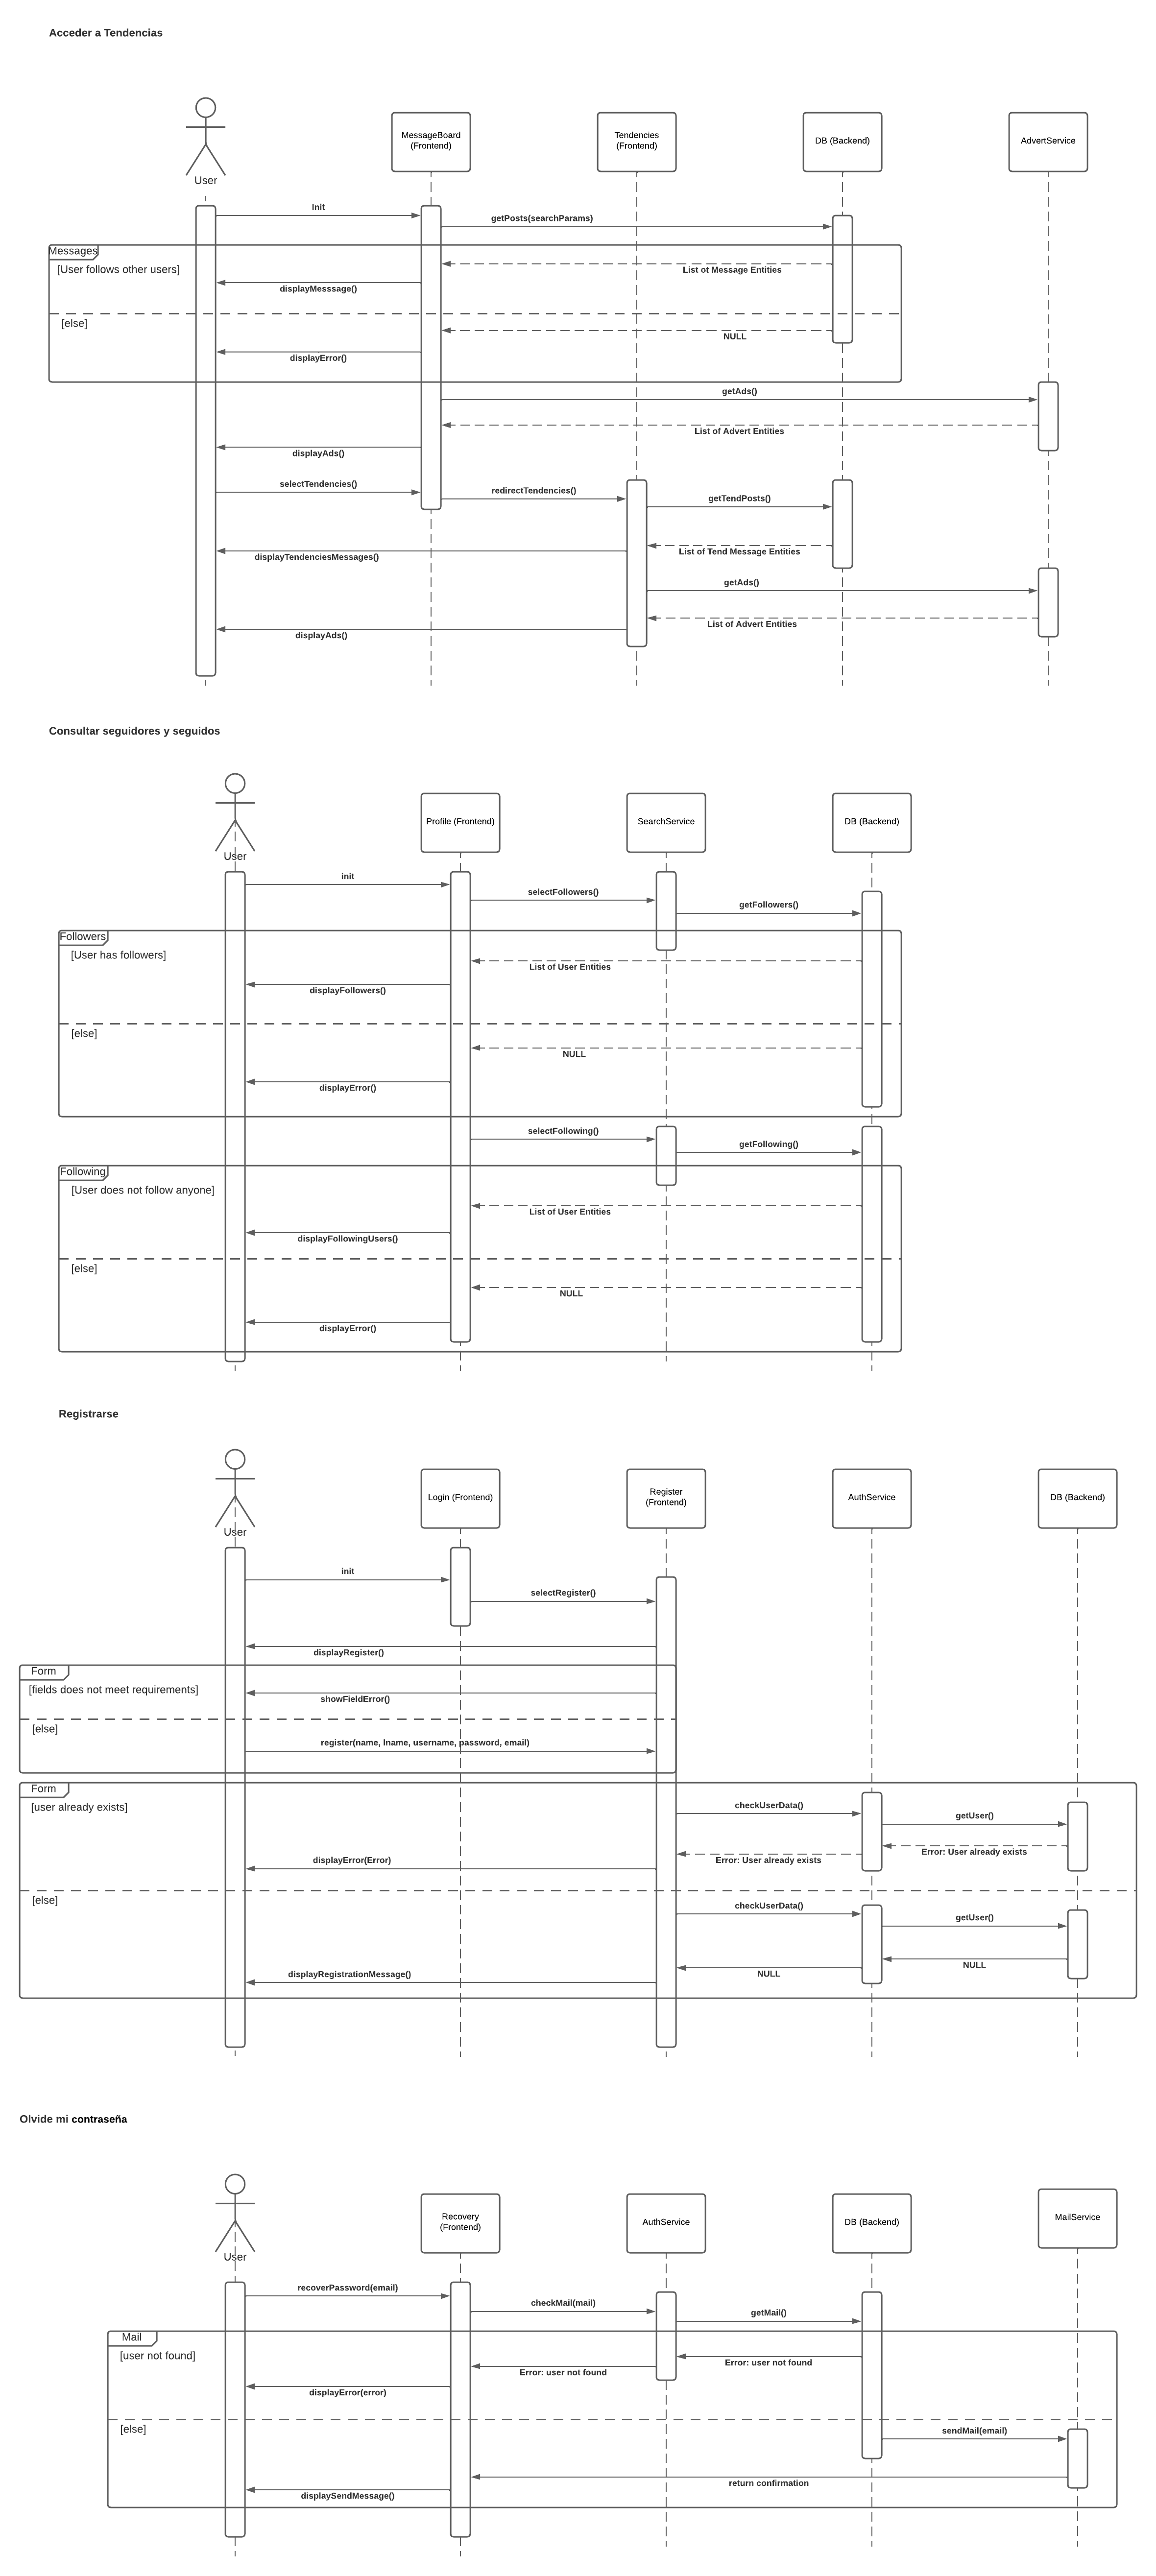 Acceder a Tendencias
User
MessageBoard
(Frontend)
Tendencies
(Frontend)
DB (Backend)
AdvertService
Init
getPosts(searchParams)
Messages
[User follows other users]
List ot Message Entities
displayMesssage()
[else]
NULL
displayError()
getAds()
List of Advert Entities
displayAds()
selectTendencies()
redirectTendencies()
getTendPosts()
List of Tend Message Entities
displayTendenciesMessages()
getAds()
List of Advert Entities
displayAds()
Consultar seguidores y seguidos
User
Profile (Frontend)
SearchService
DB (Backend)
init
selectFollowers()
getFollowers()
Followers
[User has followers]
List of User Entities
displayFollowers()
[else]
NULL
displayError()
selectFollowing()
getFollowing()
Following
[User does not follow anyone]
List of User Entities
displayFollowingUsers()
[else]
NULL
displayError()
Registrarse
User
Login (Frontend)
Register
(Frontend)
AuthService
DB (Backend)
init
selectRegister()
displayRegister()
Form
[fields does not meet requirements]
showFieldError()
[else]
register(name, lname, username, password, email)
Form
[user already exists]
checkUserData()
getUser()
Error: User already exists
Error: User already exists
displayError(Error)
[else]
checkUserData()
getUser()
NULL
NULL
displayRegistrationMessage()
Olvide mi contraseña
User
Recovery
(Frontend)
AuthService
DB (Backend)
MailService
recoverPassword(email)
checkMail(mail)
getMail()
Mail
[user not found]
Error: user not found
Error: user not found
displayError(error)
[else]
sendMail(email)
return confirmation
displaySendMessage()